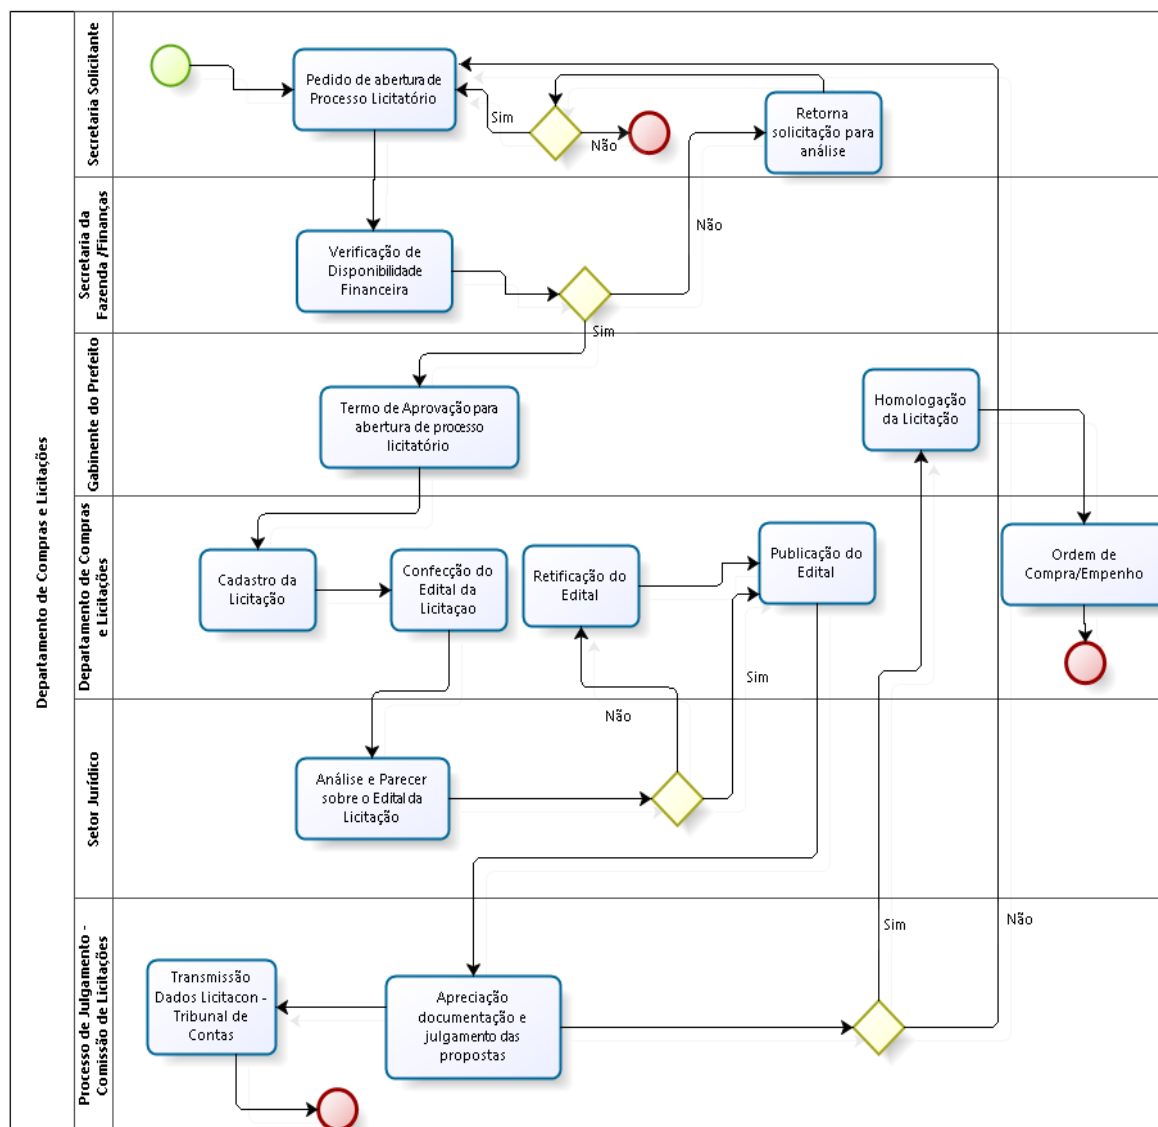 Departamento de Compras e Licitações
Secretaria Solicitante
Pedido de abertura de
Processo Licitatório
Sim
Não
Retorna
solicitação para
análise
Secretaria da
Fazenda /Finanças
Verificação de
Disponibilidade
Financeira
Não
Sim
Gabinente do Prefeito
Termo de Aprovação para
abertura de processo
licitatório
Homologação
da Licitação
Departamento de Compras
e Licitações
Cadastro da
Licitação
Confecção do
Edital da
Licitaçao
Retificação do
Edital
Publicação do
Edital
Ordem de
Compra/Empenho
Sim
Setor Jurídico
Não
Análise e Parecer
sobre o Edital da
Licitação
Processo de Julgamento -
Comissão de Licitações
Sim
Não
Transmissão
Dados Licitacon -
Tribunal de
Contas
Apreciação
documentação e
julgamento das
propostas